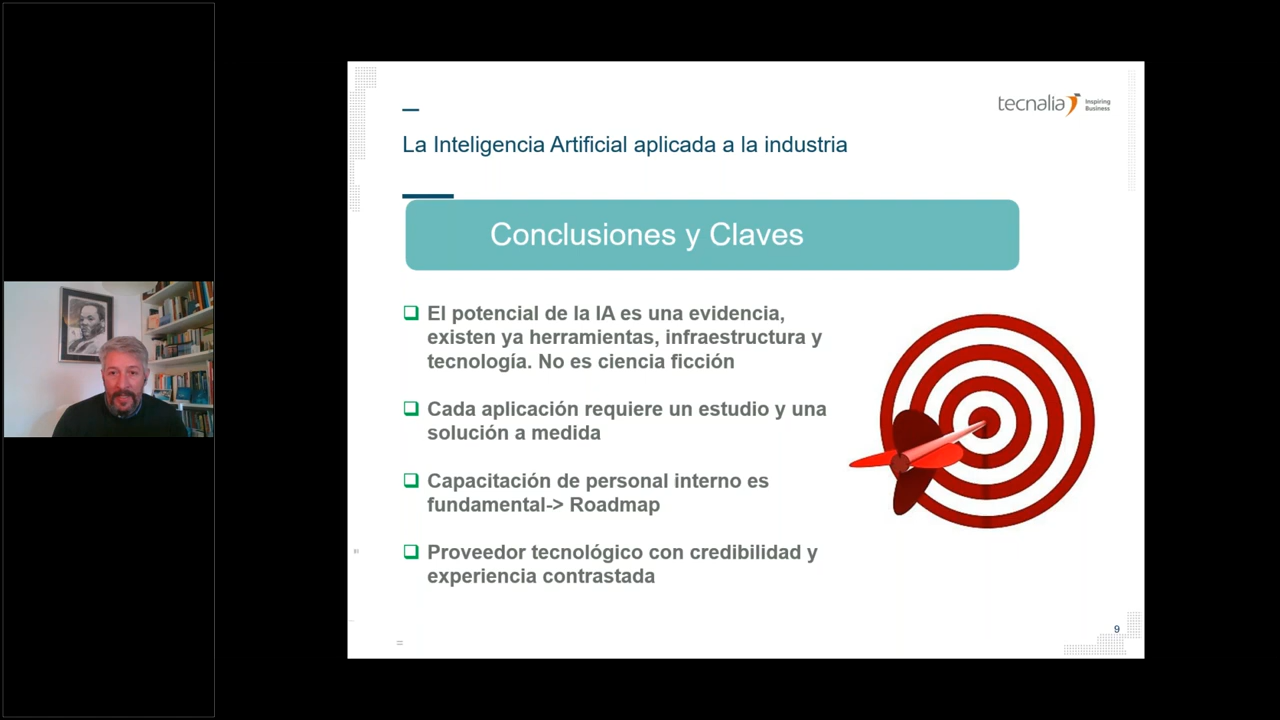 tecnalia Inspiring
Business
La Inteligencia Artificial aplicada a la industria
Conclusiones y Claves
El potencial de la IA es una evidencia,
existen ya herramientas, infraestructura y
tecnología. No es ciencia ficción
Cada aplicación requiere un estudio y una
solución a medida
Capacitación de personal interno es
fundamental-> Roadmap
Proveedor tecnológico con credibilidad y
experiencia contrastada
9